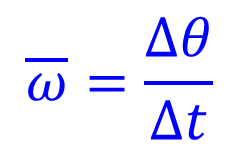 ω̅ = Δθ / Δt